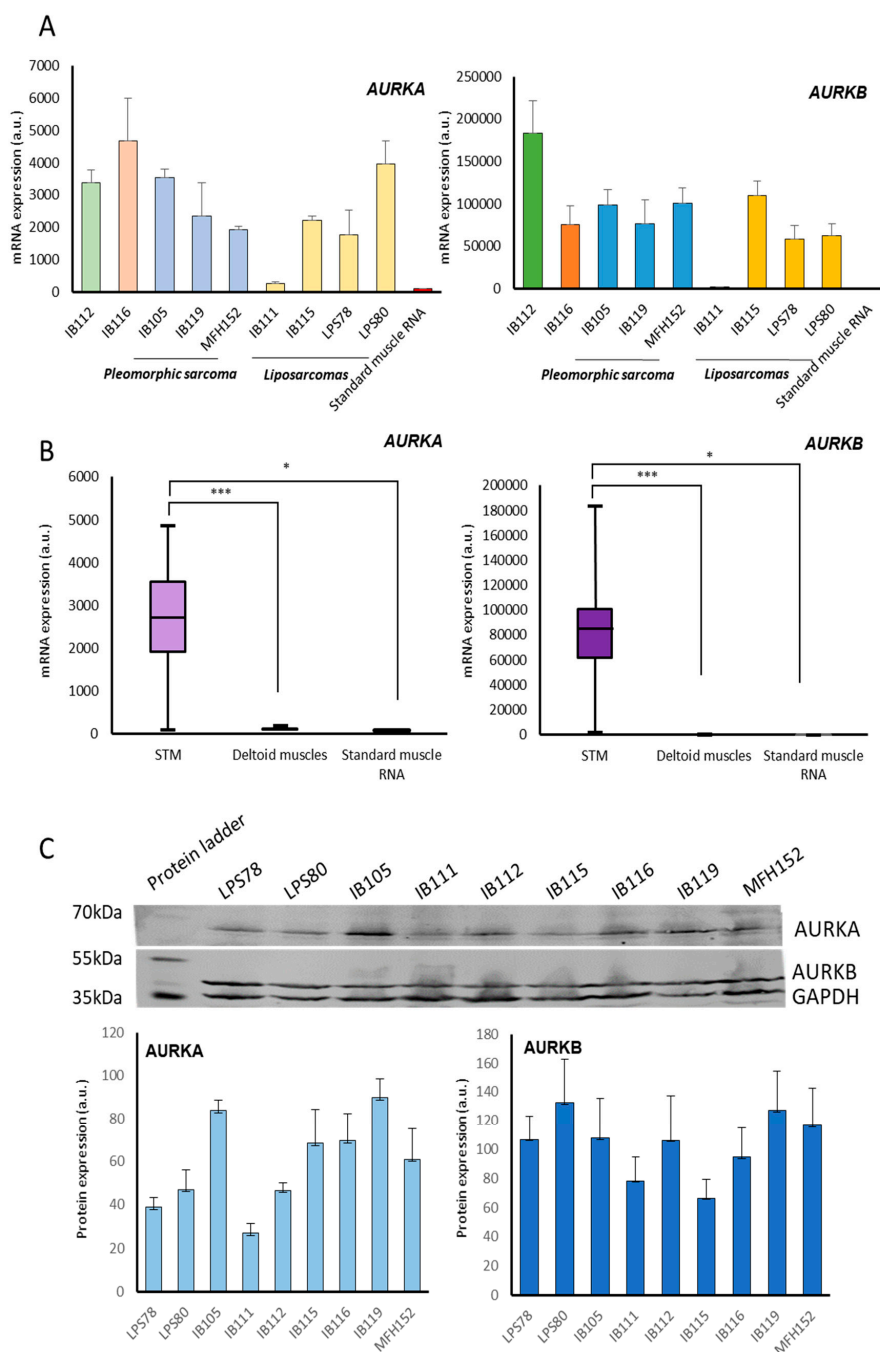 A
AURKA
mRNA expression (a.u.)
7000
6000
5000
4000
3000
2000
1000
0
IB112
IB116
IB105
IB119
MFH152
IB111
IB115
LPS78
LPS80
Standard muscle RNA
Pleomorphic sarcoma
Liposarcomas
AURKB
mRNA expression (a.u.)
250000
200000
150000
100000
50000
0
IB112
IB116
IB105
IB119
MFH152
IB111
IB115
LPS78
LPS80
Standard muscle RNA
Pleomorphic sarcoma
Liposarcomas
B
AURKA
*
***
mRNA expression (a.u.)
6000
5000
4000
3000
2000
1000
0
STM
Deltoid muscles
Standard muscle
RNA
AURKB
*
***
mRNA expression (a.u.)
200000
180000
160000
140000
120000
100000
80000
60000
40000
20000
0
STM
Deltoid muscles
Standard muscle
RNA
C
Protein ladder
LPS78
LPS80
IB105
IB111
IB112
IB115
IB116
IB119
MFH152
70kDa
55kDa
35kDa
AURKA
AURKB
GAPDH
AURKA
Protein expression (a.u.)
120
100
80
60
40
20
0
LPS78
LPS80
IB105
IB111
IB112
IB115
IB116
IB119
MFH152
AURKB
Protein expression (a.u.)
180
160
140
120
100
80
60
40
20
0
LPS78
LPS80
IB105
IB111
IB112
IB115
IB116
IB119
MFH152